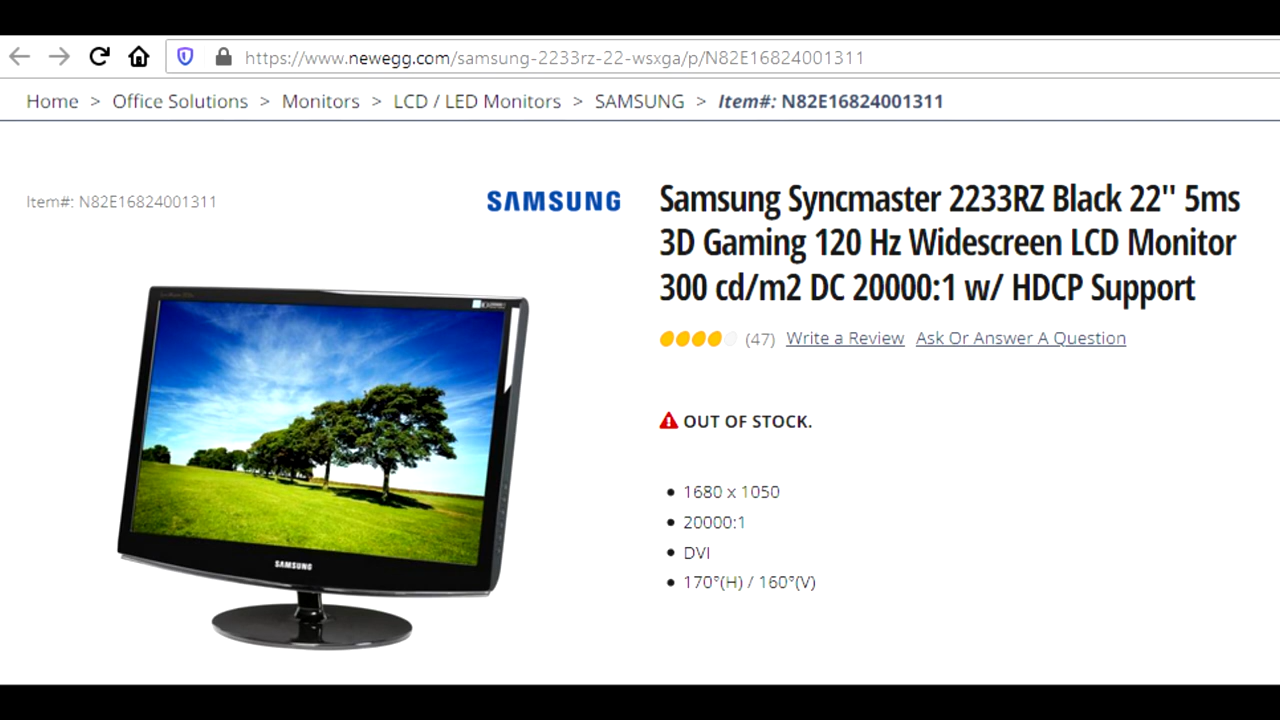 https://www.newegg.com/samsung-2233rz-22-wsxga/p/N82E16824001311
Home > Office Solutions > Monitors > LCD / LED Monitors > SAMSUNG > Item#: N82E16824001311
Item#: N82E16824001311
SAMSUNG
Samsung Syncmaster 2233RZ Black 22" 5ms
3D Gaming 120 Hz Widescreen LCD Monitor
300 cd/m2 DC 20000:1 w/ HDCP Support
(47) Write a Review Ask Or Answer A Question
OUT OF STOCK.
• 1680 x 1050
• 20000:1
• DVI
• 170°(H) / 160°(V)
SAMSUNG